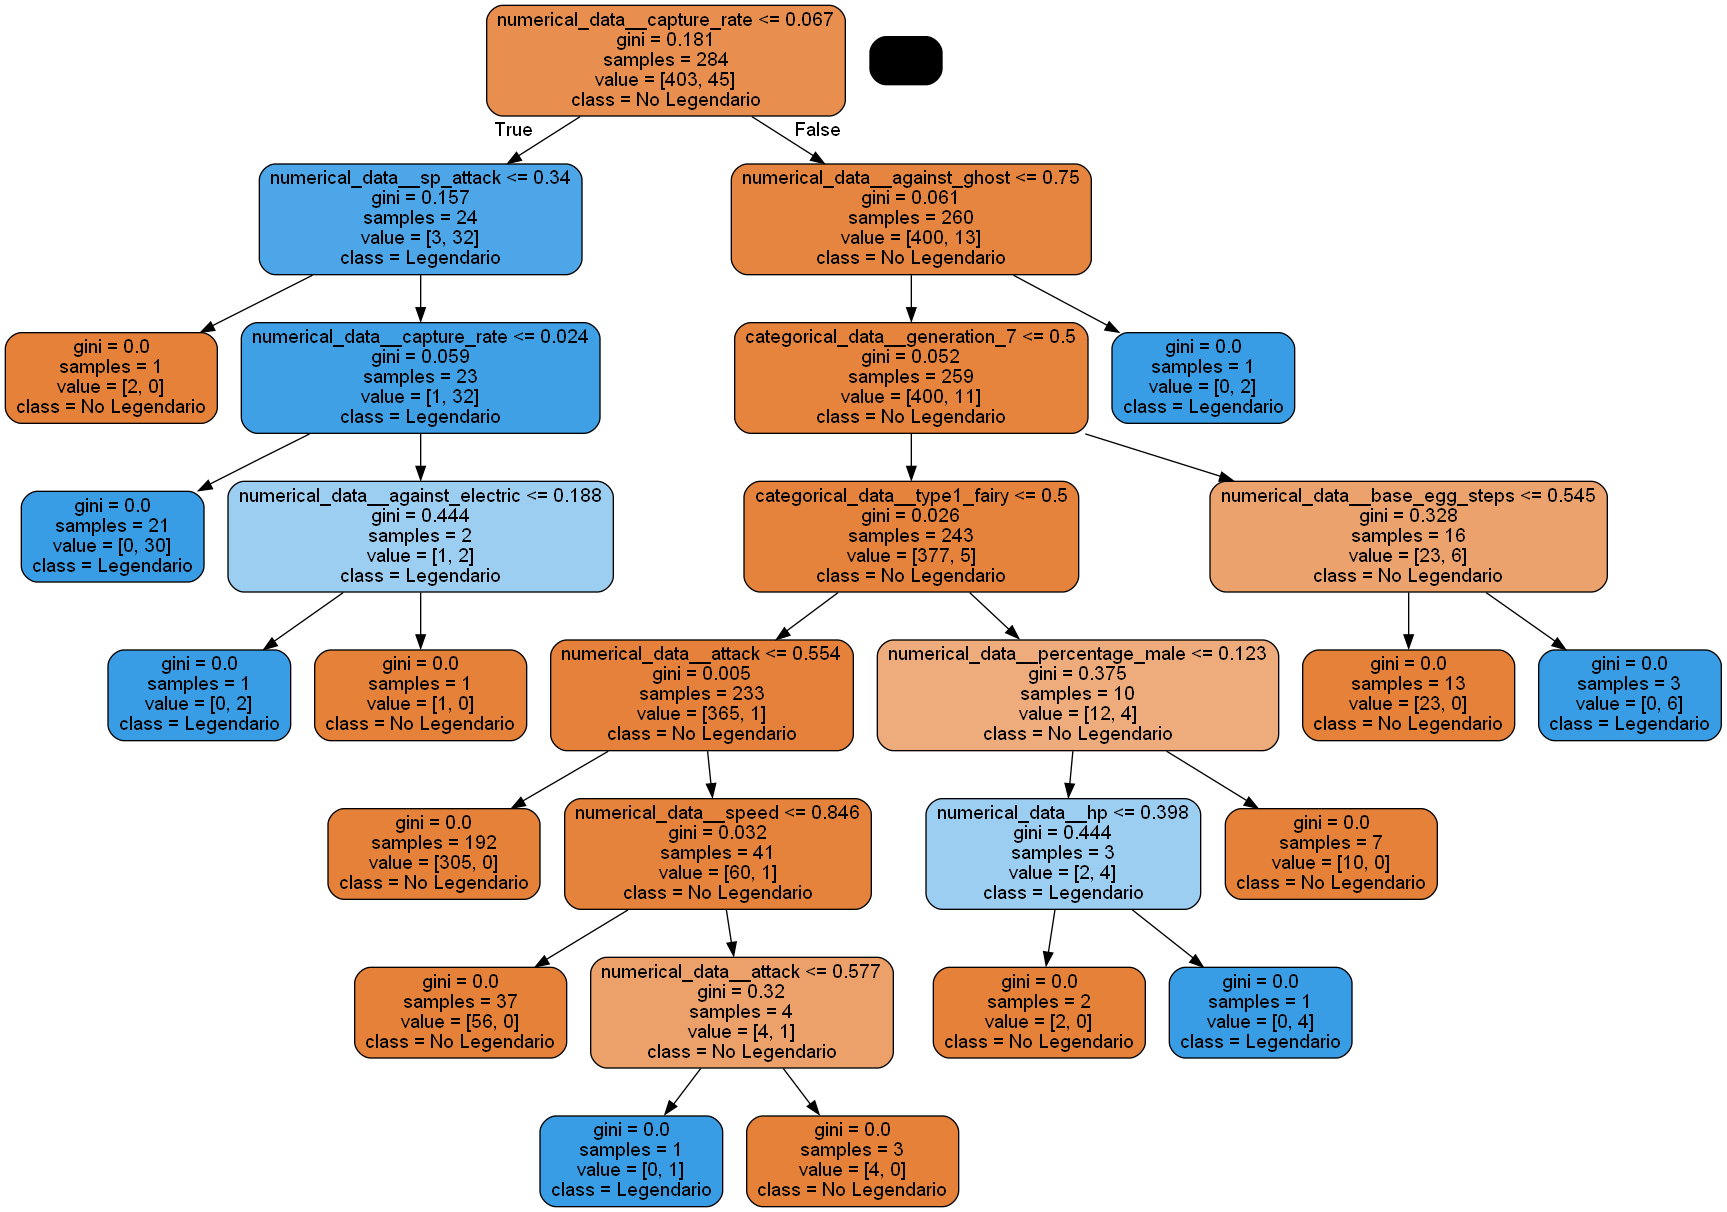 numerical_data__capture_rate <= 0.067
gini = 0.181
samples = 284
value = [403, 45]
class = No Legendario
True
False
numerical_data__sp_attack <= 0.34
gini = 0.157
samples = 24
value = [3, 32]
class = Legendario
numerical_data__against_ghost <= 0.75
gini = 0.061
samples = 260
value = [400, 13]
class = No Legendario
gini = 0.0
samples = 1
value = [2, 0]
class = No Legendario
numerical_data__capture_rate <= 0.024
gini = 0.059
samples = 23
value = [1, 32]
class = Legendario
categorical_data__generation_7 <= 0.5
gini = 0.052
samples = 259
value = [400, 11]
class = No Legendario
gini = 0.0
samples = 1
value = [0, 2]
class = Legendario
gini = 0.0
samples = 21
value = [0, 30]
class = Legendario
numerical_data__against_electric <= 0.188
gini = 0.444
samples = 2
value = [1, 2]
class = Legendario
categorical_data__type1_fairy <= 0.5
gini = 0.026
samples = 243
value = [377, 5]
class = No Legendario
numerical_data__base_egg_steps <= 0.545
gini = 0.328
samples = 16
value = [23, 6]
class = No Legendario
gini = 0.0
samples = 1
value = [0, 2]
class = Legendario
gini = 0.0
samples = 1
value = [1, 0]
class = No Legendario
numerical_data__attack <= 0.554
gini = 0.005
samples = 233
value = [365, 1]
class = No Legendario
numerical_data__percentage_male <= 0.123
gini = 0.375
samples = 10
value = [12, 4]
class = No Legendario
gini = 0.0
samples = 13
value = [23, 0]
class = No Legendario
gini = 0.0
samples = 3
value = [0, 6]
class = Legendario
gini = 0.0
samples = 192
value = [305, 0]
class = No Legendario
numerical_data__speed <= 0.846
gini = 0.032
samples = 41
value = [60, 1]
class = No Legendario
numerical_data__hp <= 0.398
gini = 0.444
samples = 3
value = [2, 4]
class = Legendario
gini = 0.0
samples = 7
value = [10, 0]
class = No Legendario
gini = 0.0
samples = 37
value = [56, 0]
class = No Legendario
numerical_data__attack <= 0.577
gini = 0.32
samples = 4
value = [4, 1]
class = No Legendario
gini = 0.0
samples = 2
value = [2, 0]
class = No Legendario
gini = 0.0
samples = 1
value = [0, 4]
class = Legendario
gini = 0.0
samples = 1
value = [0, 1]
class = Legendario
gini = 0.0
samples = 3
value = [4, 0]
class = No Legendario